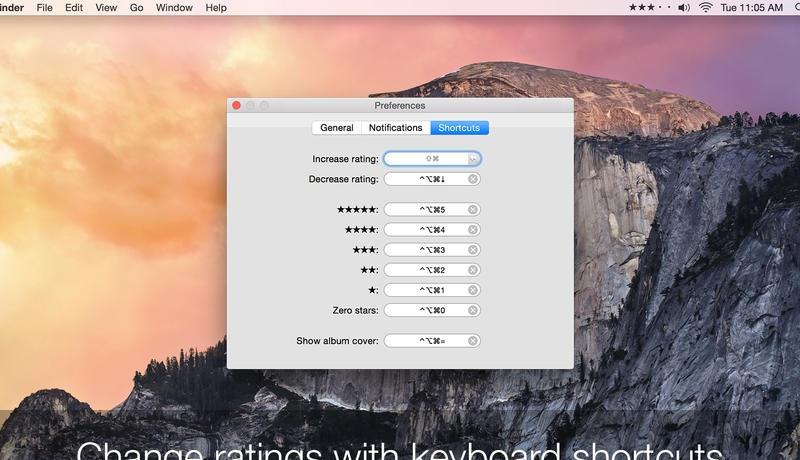 inder File Edit View Go Window Help ★★★・・ Tue 11:05 AM
Preferences
General Notifications Shortcuts
Increase rating: ⇧⌘
Decrease rating: ^⌥⌘↓
★★★★★: ^⌥⌘5
★★★★: ^⌥⌘4
★★★: ^⌥⌘3
★★: ^⌥⌘2
★: ^⌥⌘1
Zero stars: ^⌥⌘0
Show album cover: ^⌥⌘=
Change ratings with keyboard shortcuts